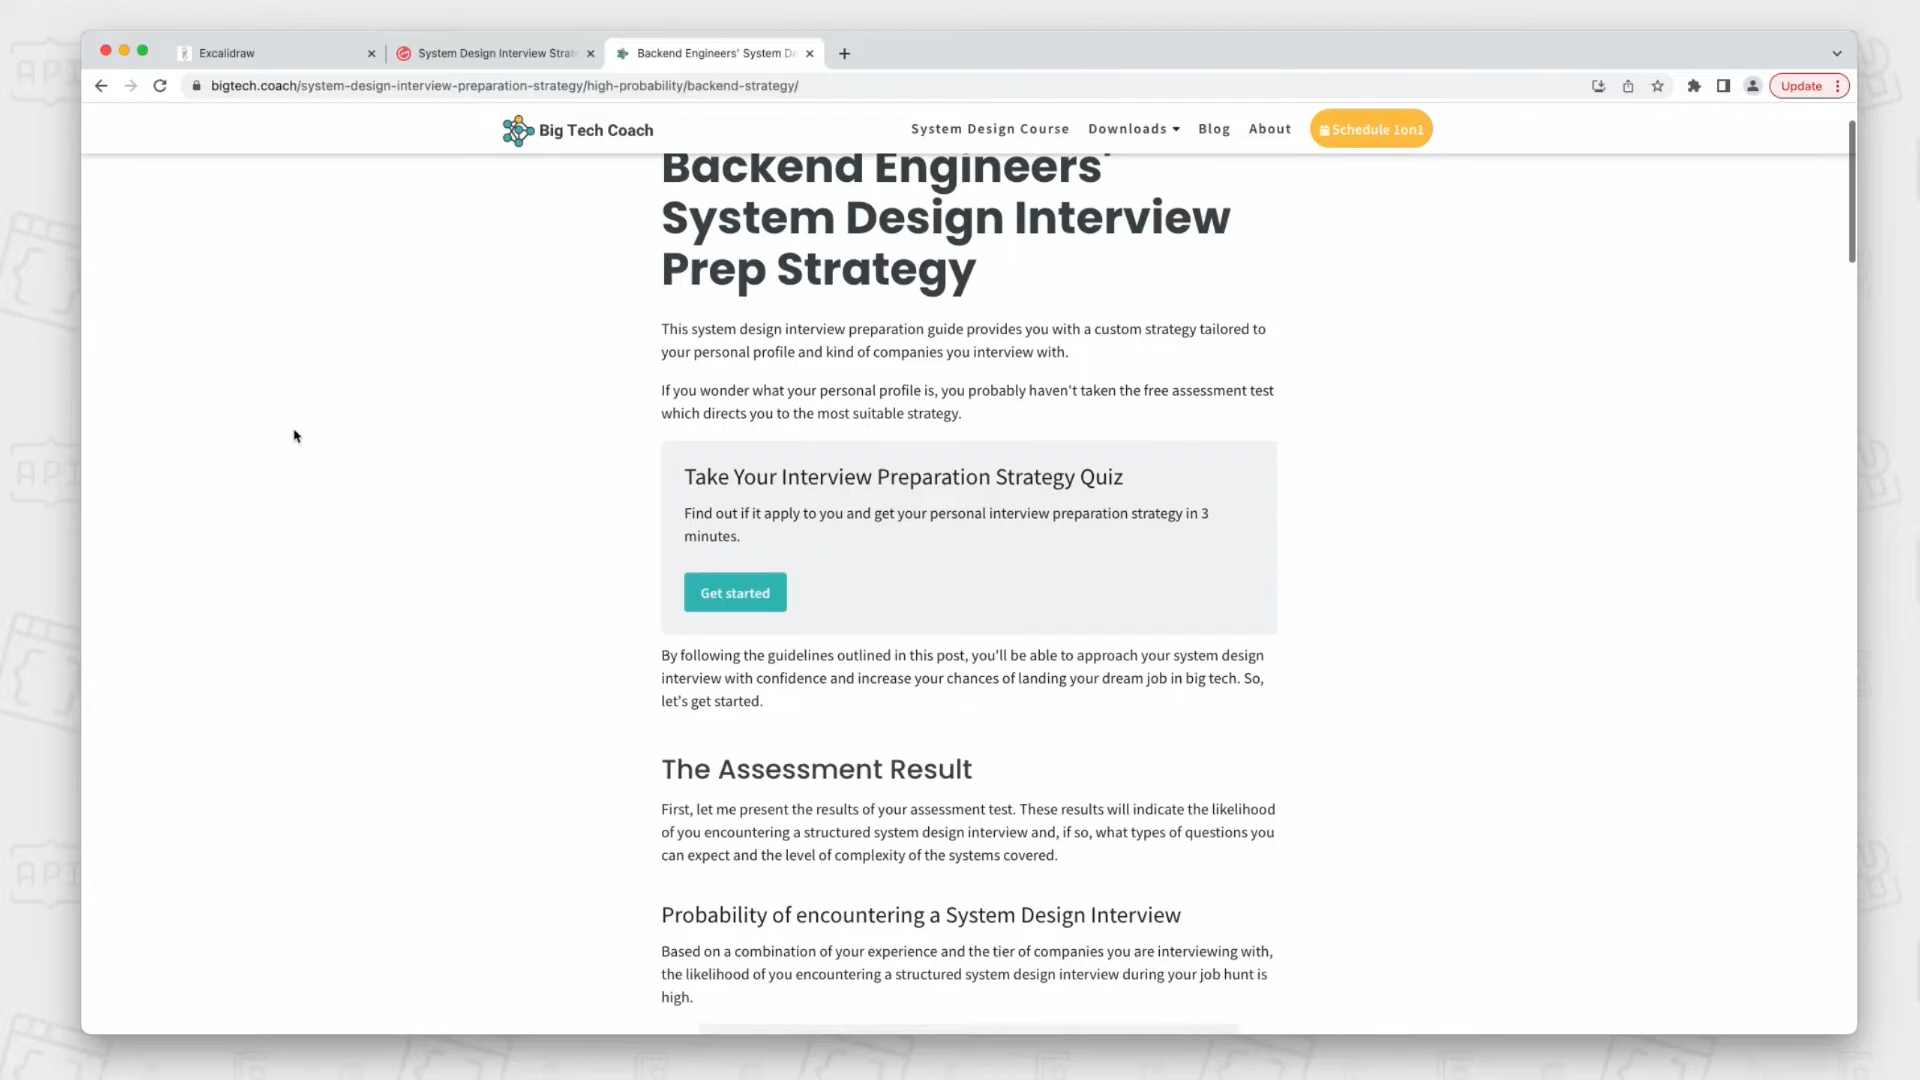 Excalidraw
System Design Interview Strat
Backend Engineers' System De
bigtech.coach/system-design-interview-preparation-strategy/high-probability/backend-strategy/
Update
Big Tech Coach
System Design Course
Downloads
Blog
About
Schedule 1on1
Backend Engineers'
System Design Interview
Prep Strategy
This system design interview preparation guide provides you with a custom strategy tailored to
your personal profile and kind of companies you interview with.
If you wonder what your personal profile is, you probably haven't taken the free assessment test
which directs you to the most suitable strategy.
Take Your Interview Preparation Strategy Quiz
Find out if it apply to you and get your personal interview preparation strategy in 3
minutes.
Get started
By following the guidelines outlined in this post, you'll be able to approach your system design
interview with confidence and increase your chances of landing your dream job in big tech. So,
let's get started.
The Assessment Result
First, let me present the results of your assessment test. These results will indicate the likelihood
of you encountering a structured system design interview and, if so, what types of questions you
can expect and the level of complexity of the systems covered.
Probability of encountering a System Design Interview
Based on a combination of your experience and the tier of companies you are interviewing with,
the likelihood of you encountering a structured system design interview during your job hunt is
high.
API
API
API